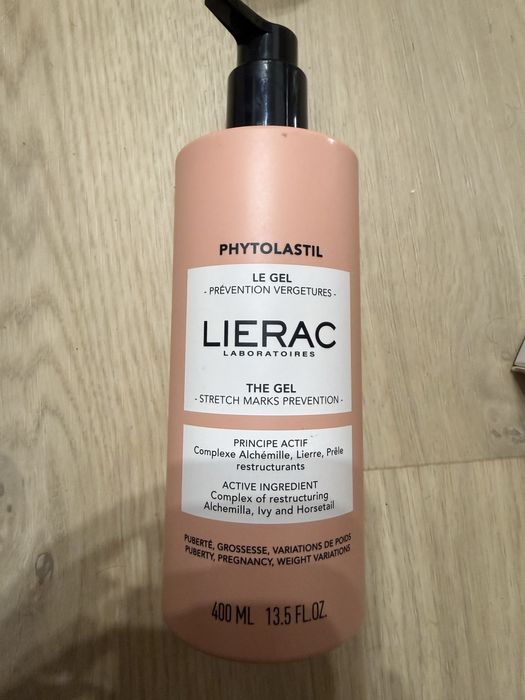 PHYTOLASTIL
LE GEL
- PRÉVENTION VERGETURES -
LIERAC
LABORATOIRES
THE GEL
- STRETCH MARKS PREVENTION -
PRINCIPE ACTIF
Complexe Alchémille, Lierre, Prêle
restructurants
ACTIVE INGREDIENT
Complex of restructuring
Alchemilla, Ivy and Horsetail
PUBERTÉ, GROSSESSE, VARIATIONS DE POIDS
PUBERTY, PREGNANCY, WEIGHT VARIATIONS
400 ML 13.5 FL.OZ.